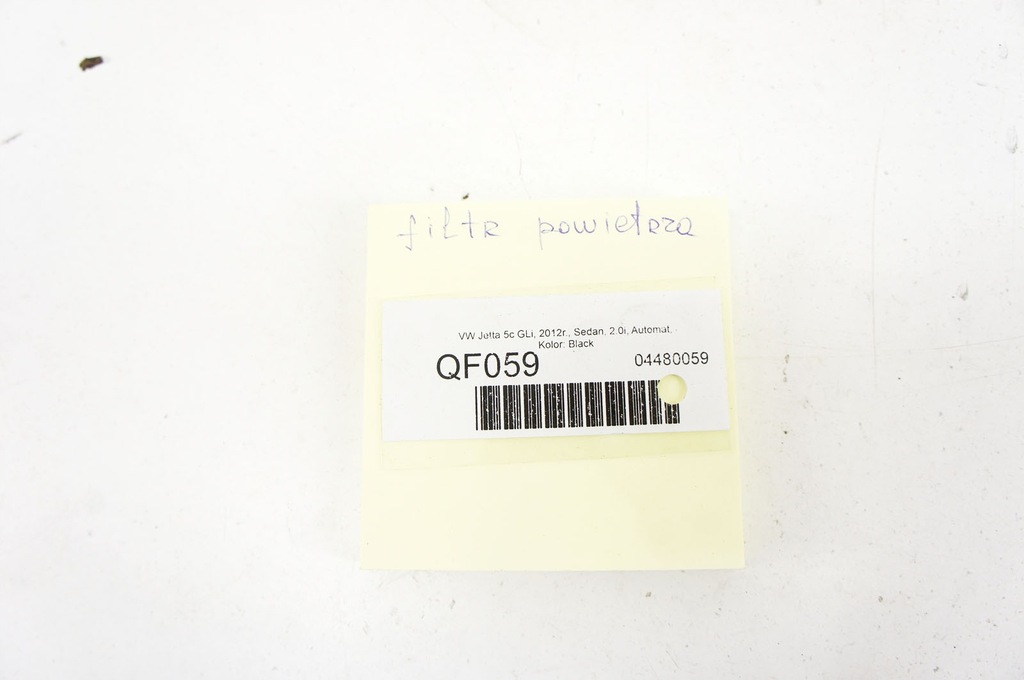 filtr powietrza
VW Jetta 5c GLi, 2012r., Sedan, 2.0i, Automat, -
Kolor: Black
QF059 04480059